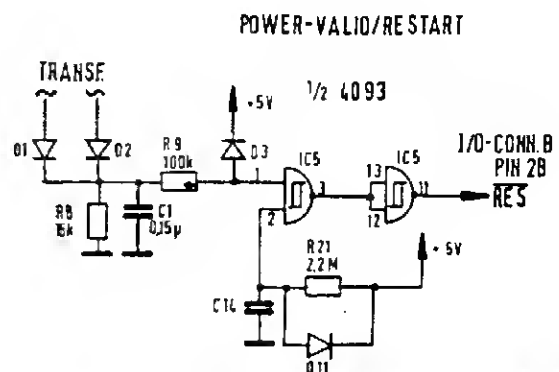 POWER-VALID/RESTART
TRANSF.
1/2 4093
+5V
I/O-CONN.B
PIN 2B
RES
D1
D2
R9
100k
D3
1
IC5
3
13
IC5
11
12
2
R8
15k
C1
0,15µ
R21
2,2M
+5V
C14
D11